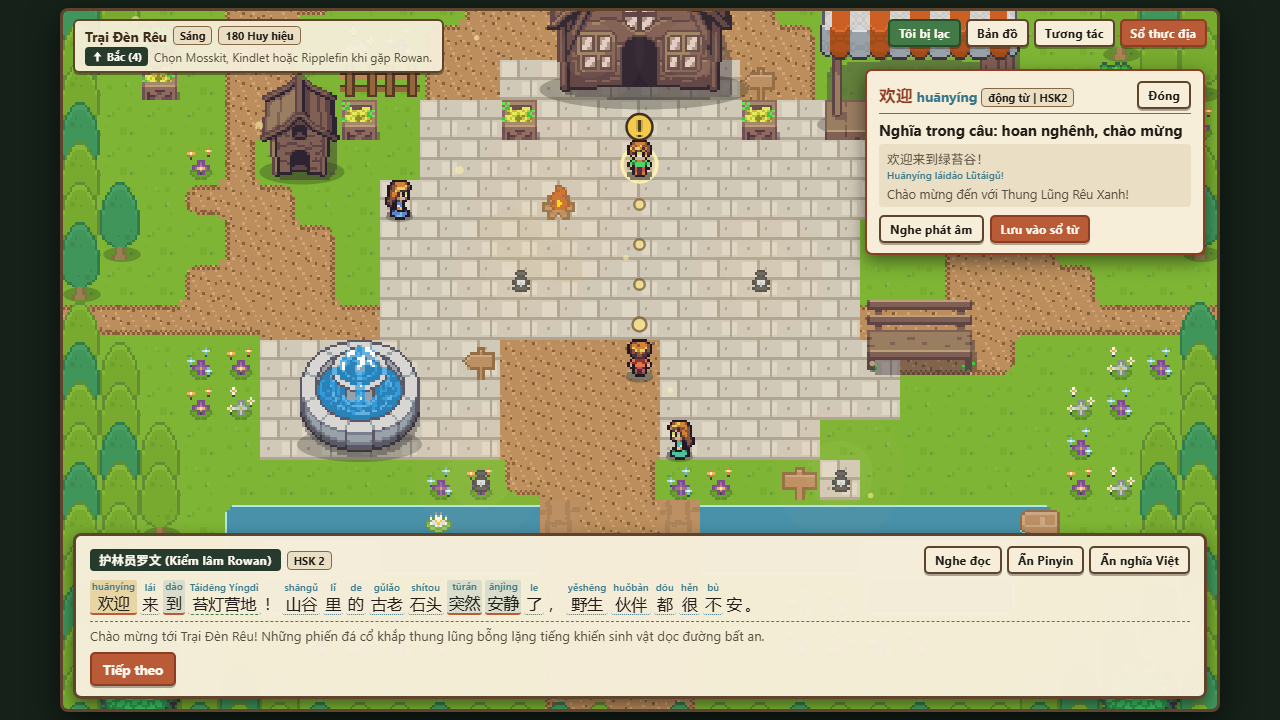 Trại Đèn Rêu Sáng 180 Huy hiệu
↑ Bắc (4) Chọn Mosskit, Kindlet hoặc Ripplefin khi gặp Rowan.
Tôi bị lạc Bản đồ Tương tác Sổ thực địa
欢迎 huānyíng động từ | HSK2 Đóng
Nghĩa trong câu: hoan nghênh, chào mừng
欢迎来到绿苔谷！
Huānyíng láidào Lǜtáigǔ!
Chào mừng đến với Thung Lũng Rêu Xanh!
Nghe phát âm Lưu vào sổ từ
!
护林员罗文 (Kiểm lâm Rowan) HSK 2 Nghe đọc Ẩn Pinyin Ẩn nghĩa Việt
huānyíng lái dào Táidēng Yíngdì shāngǔ lǐ de gǔlǎo shítou tūrán ānjìng le yěshēng huǒbàn dōu hěn bù
欢迎 来 到 苔灯营地 ！ 山谷 里 的 古老 石头 突然 安静 了 ， 野生 伙伴 都 很 不 安 。
Chào mừng tới Trại Đèn Rêu! Những phiến đá cổ khắp thung lũng bỗng lặng tiếng khiến sinh vật dọc đường bất an.
Tiếp theo